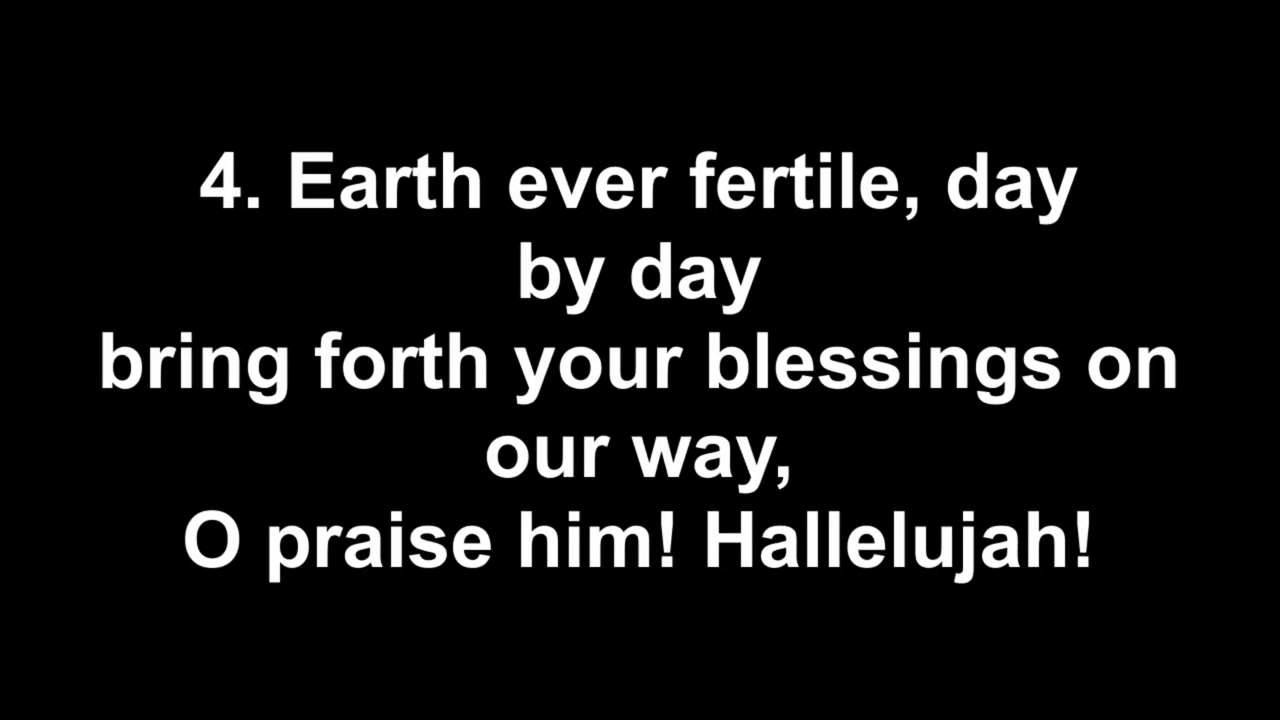 4. Earth ever fertile, day
by day
bring forth your blessings on
our way,
O praise him! Hallelujah!